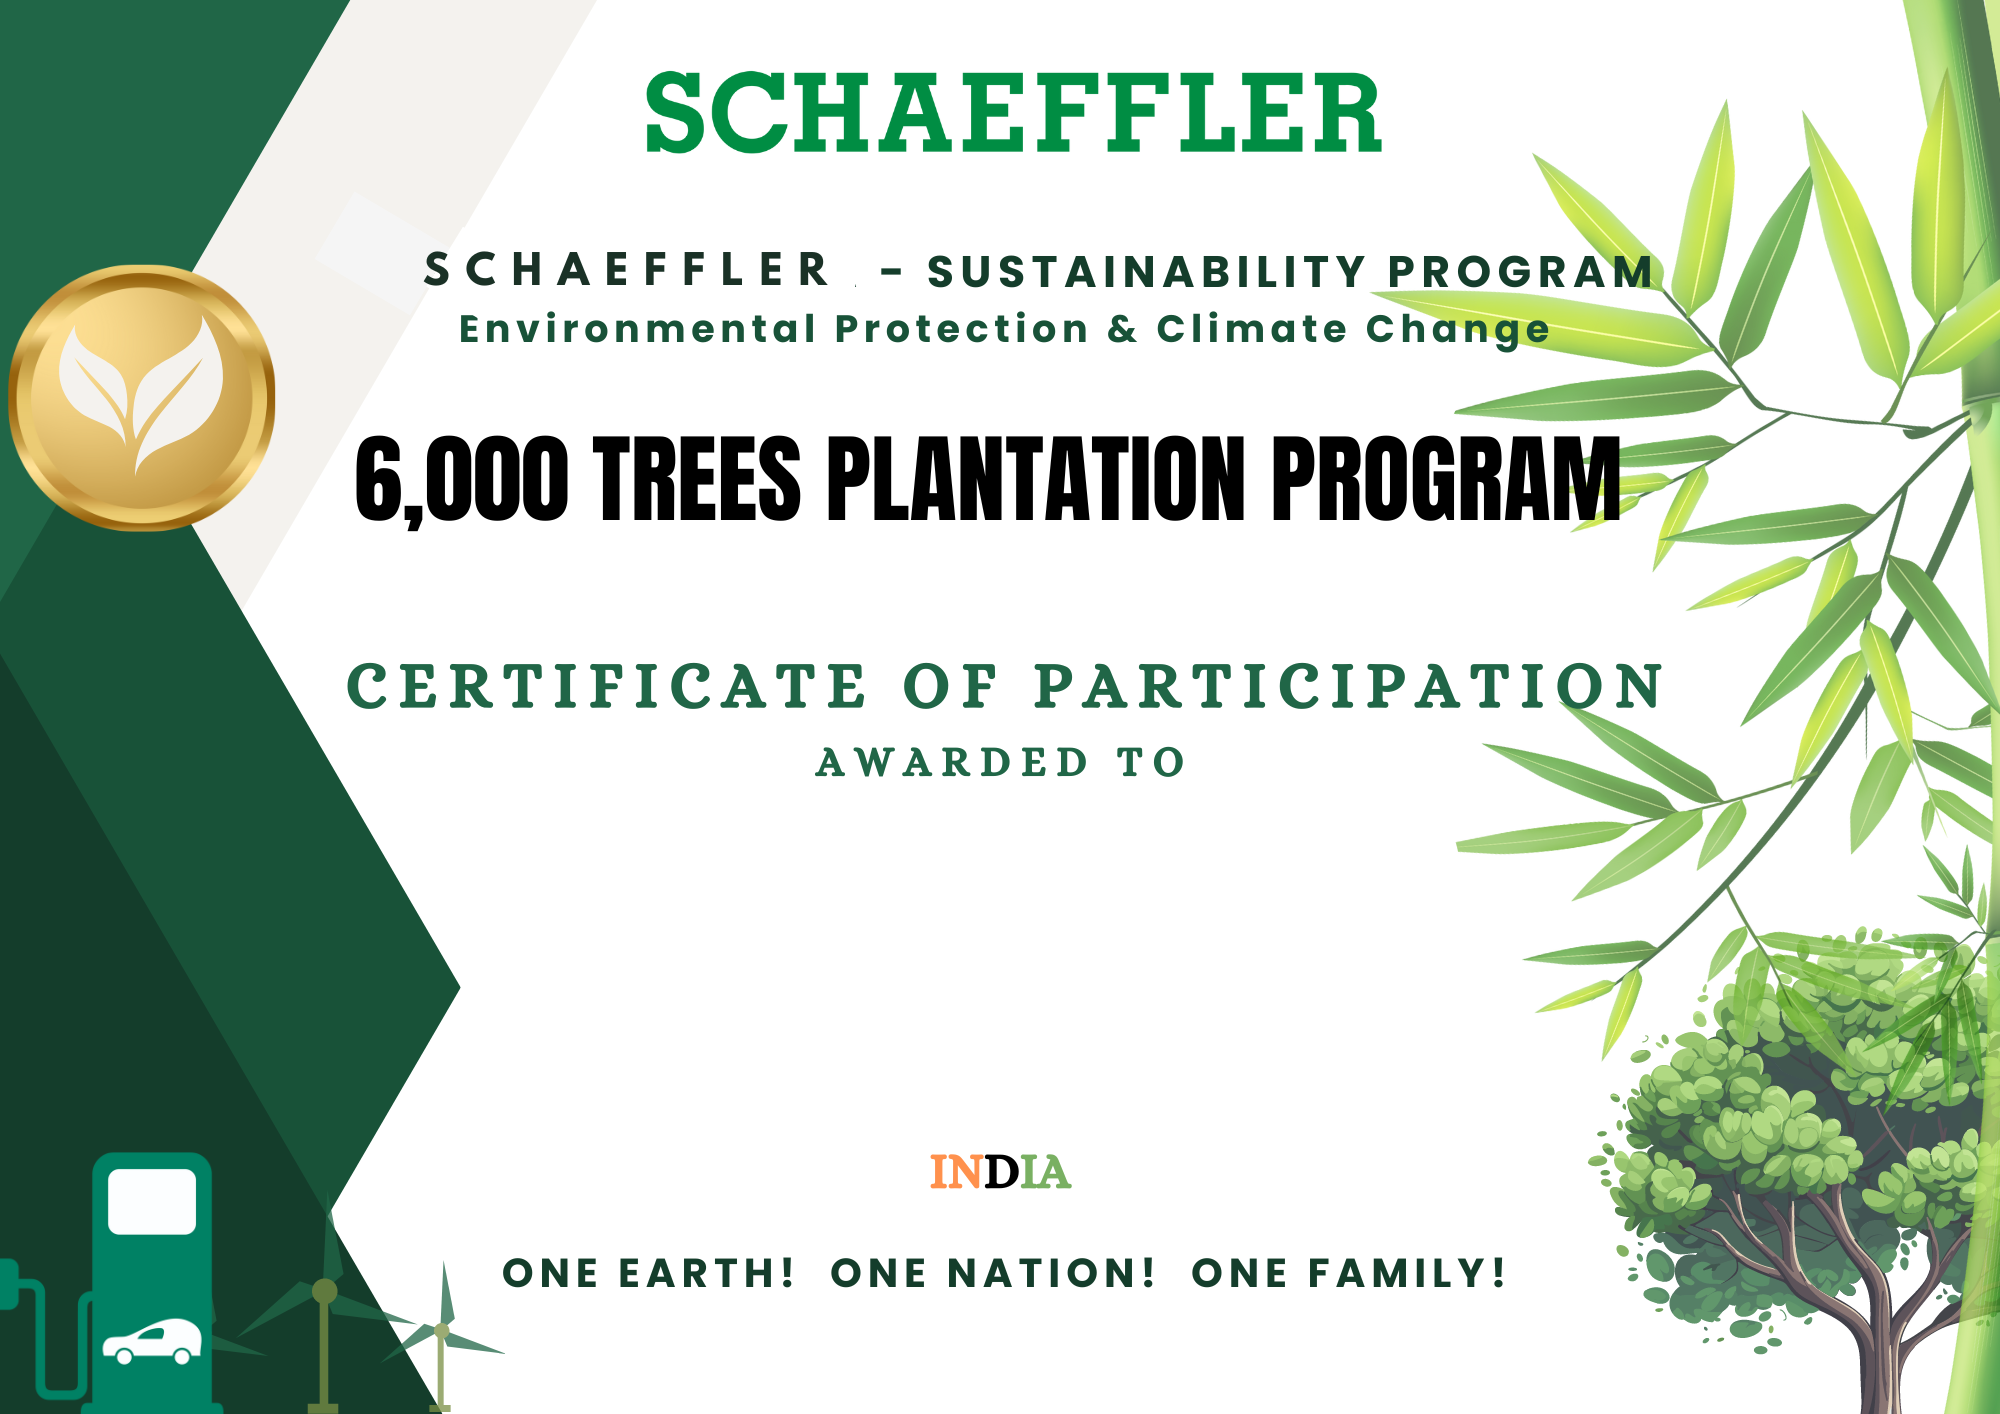 SCHAEFFLER
SCHAEFFLER - SUSTAINABILITY PROGRAM
Environmental Protection & Climate Change
6,000 TREES PLANTATION PROGRAM
CERTIFICATE OF PARTICIPATION
AWARDED TO
INDIA
ONE EARTH! ONE NATION! ONE FAMILY!